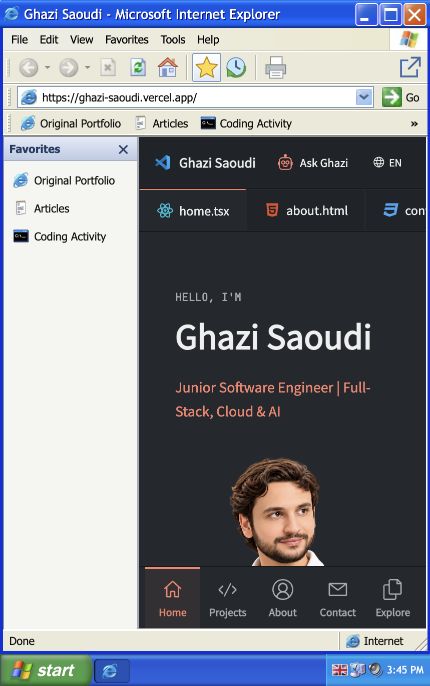 Ghazi Saoudi - Microsoft Internet Explorer
File Edit View Favorites Tools Help
https://ghazi-saoudi.vercel.app/ Go
Original Portfolio Articles Coding Activity »
Favorites
Original Portfolio
Articles
Coding Activity
Ghazi Saoudi Ask Ghazi EN
home.tsx about.html con
HELLO, I'M
Ghazi Saoudi
Junior Software Engineer | Full-
Stack, Cloud & AI
Home Projects About Contact Explore
Done Internet
start 3:45 PM